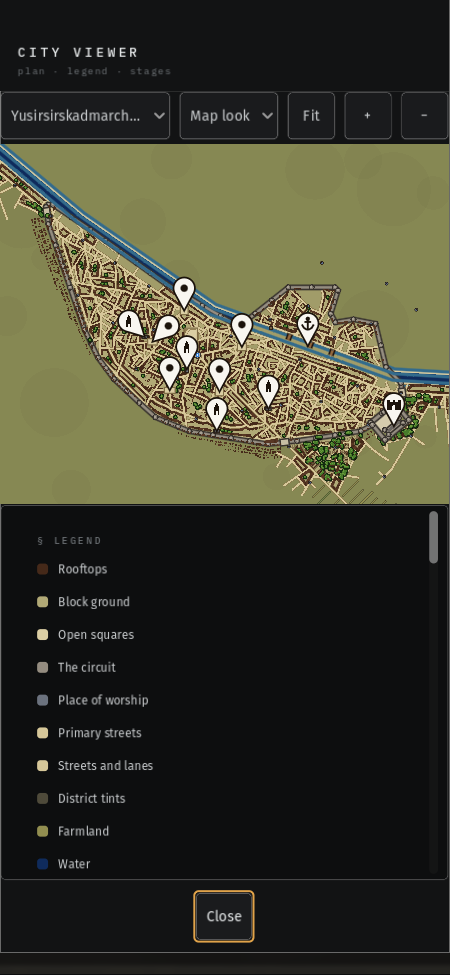 CITY VIEWER
plan · legend · stages
Yusirsirskadmarch... Map look Fit + −
§ LEGEND
Rooftops
Block ground
Open squares
The circuit
Place of worship
Primary streets
Streets and lanes
District tints
Farmland
Water
Close